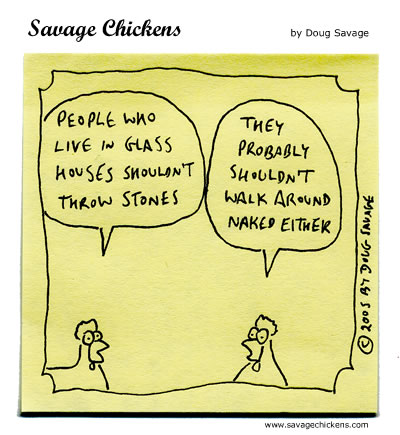 Savage Chickens
by Doug Savage
PEOPLE WHO
LIVE IN GLASS
HOUSES SHOULDN'T
THROW STONES
THEY
PROBABLY
SHOULDN'T
WALK AROUND
NAKED EITHER
© 2005 BY DOUG SAVAGE
www.savagechickens.com